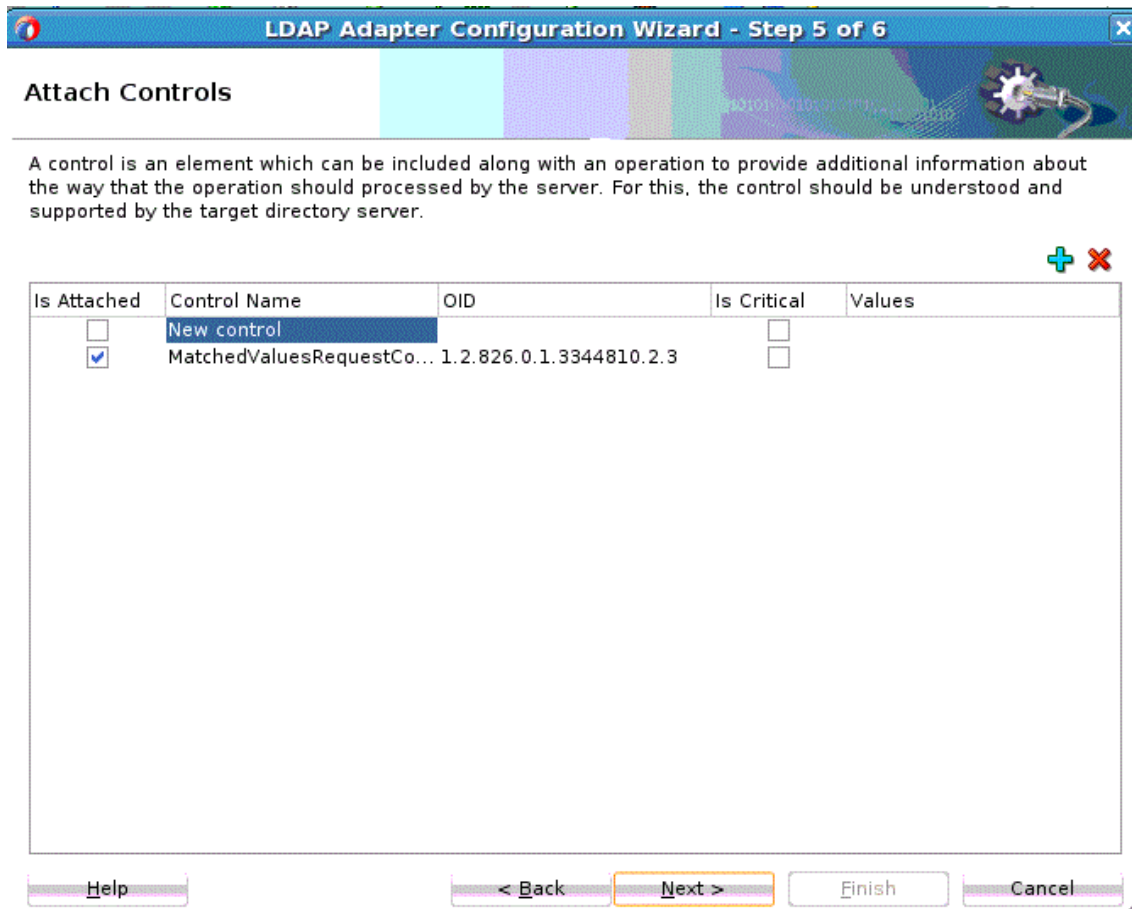 LDAP Adapter Configuration Wizard - Step 5 of 6
Attach Controls
A control is an element which can be included along with an operation to provide additional information about
the way that the operation should processed by the server. For this, the control should be understood and
supported by the target directory server.
Is Attached Control Name OID Is Critical Values
New control
MatchedValuesRequestCo... 1.2.826.0.1.3344810.2.3
Help < Back Next > Finish Cancel